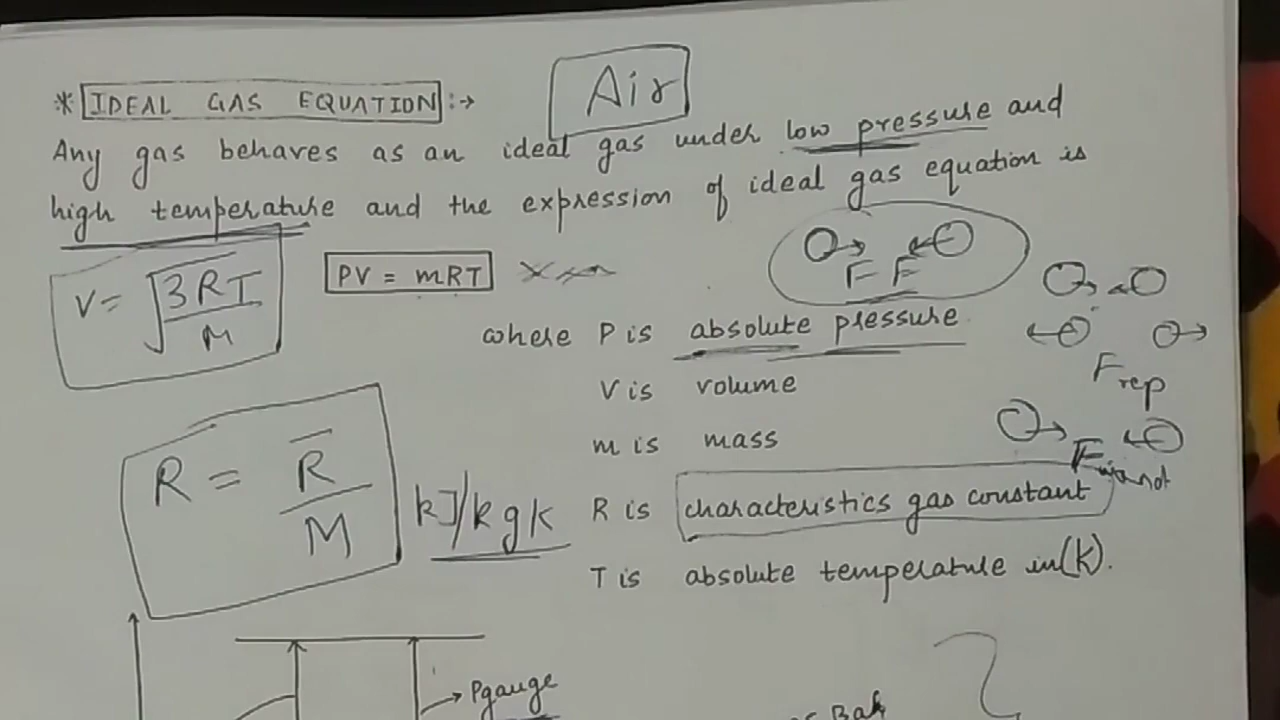 Air
* IDEAL GAS EQUATION :→
Any gas behaves as an ideal gas under low pressure and
high temperature and the expression of ideal gas equation is
V = √(3RT/M)
PV = mRT
F F
where P is absolute pressure
V is volume
Frep
m is mass
R = R̅/M
kJ/kgk
R is characteristics gas constant
T is absolute temperature in (k).
Pgauge